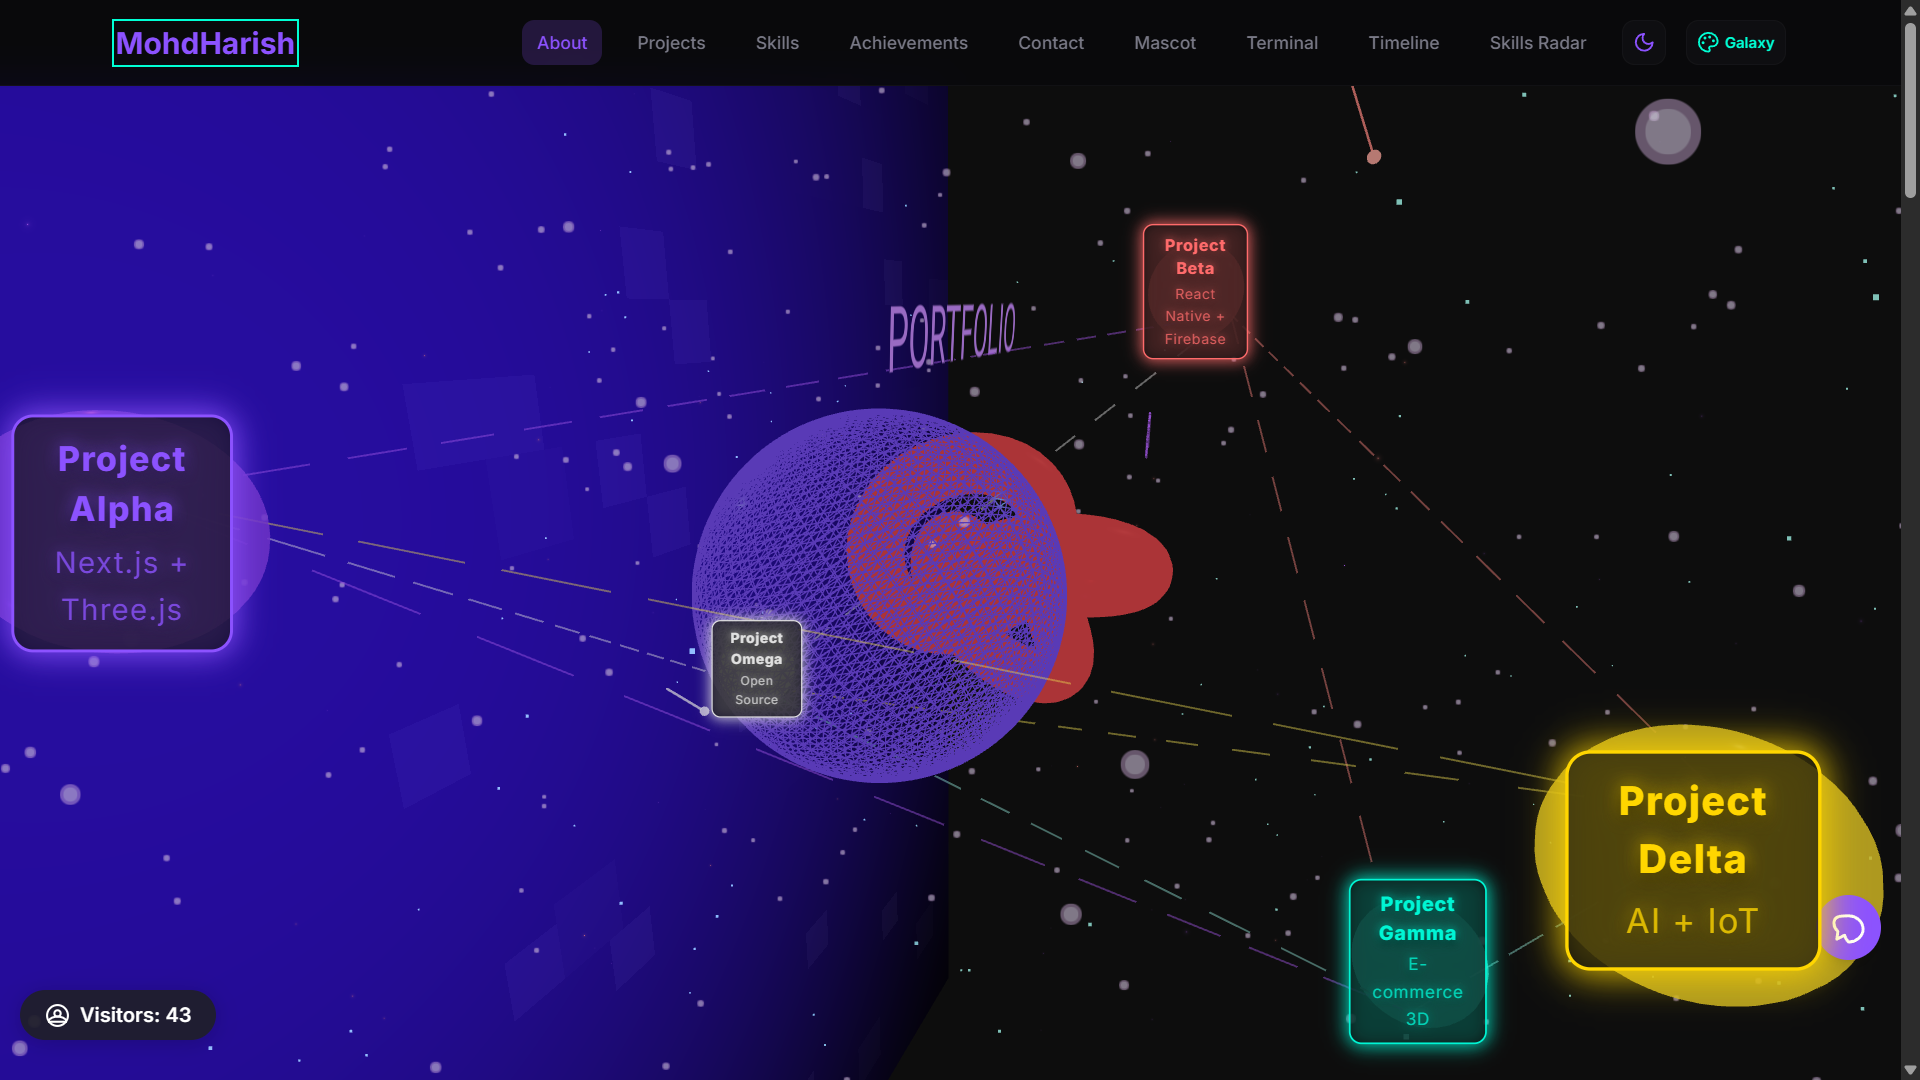 MohdHarish
About
Projects
Skills
Achievements
Contact
Mascot
Terminal
Timeline
Skills Radar
Galaxy
Project
Beta
React
Native +
Firebase
PORTFOLIO
Project
Alpha
Next.js +
Three.js
Project
Omega
Open
Source
Project
Delta
AI + IoT
Project
Gamma
E-
commerce
3D
Visitors: 43